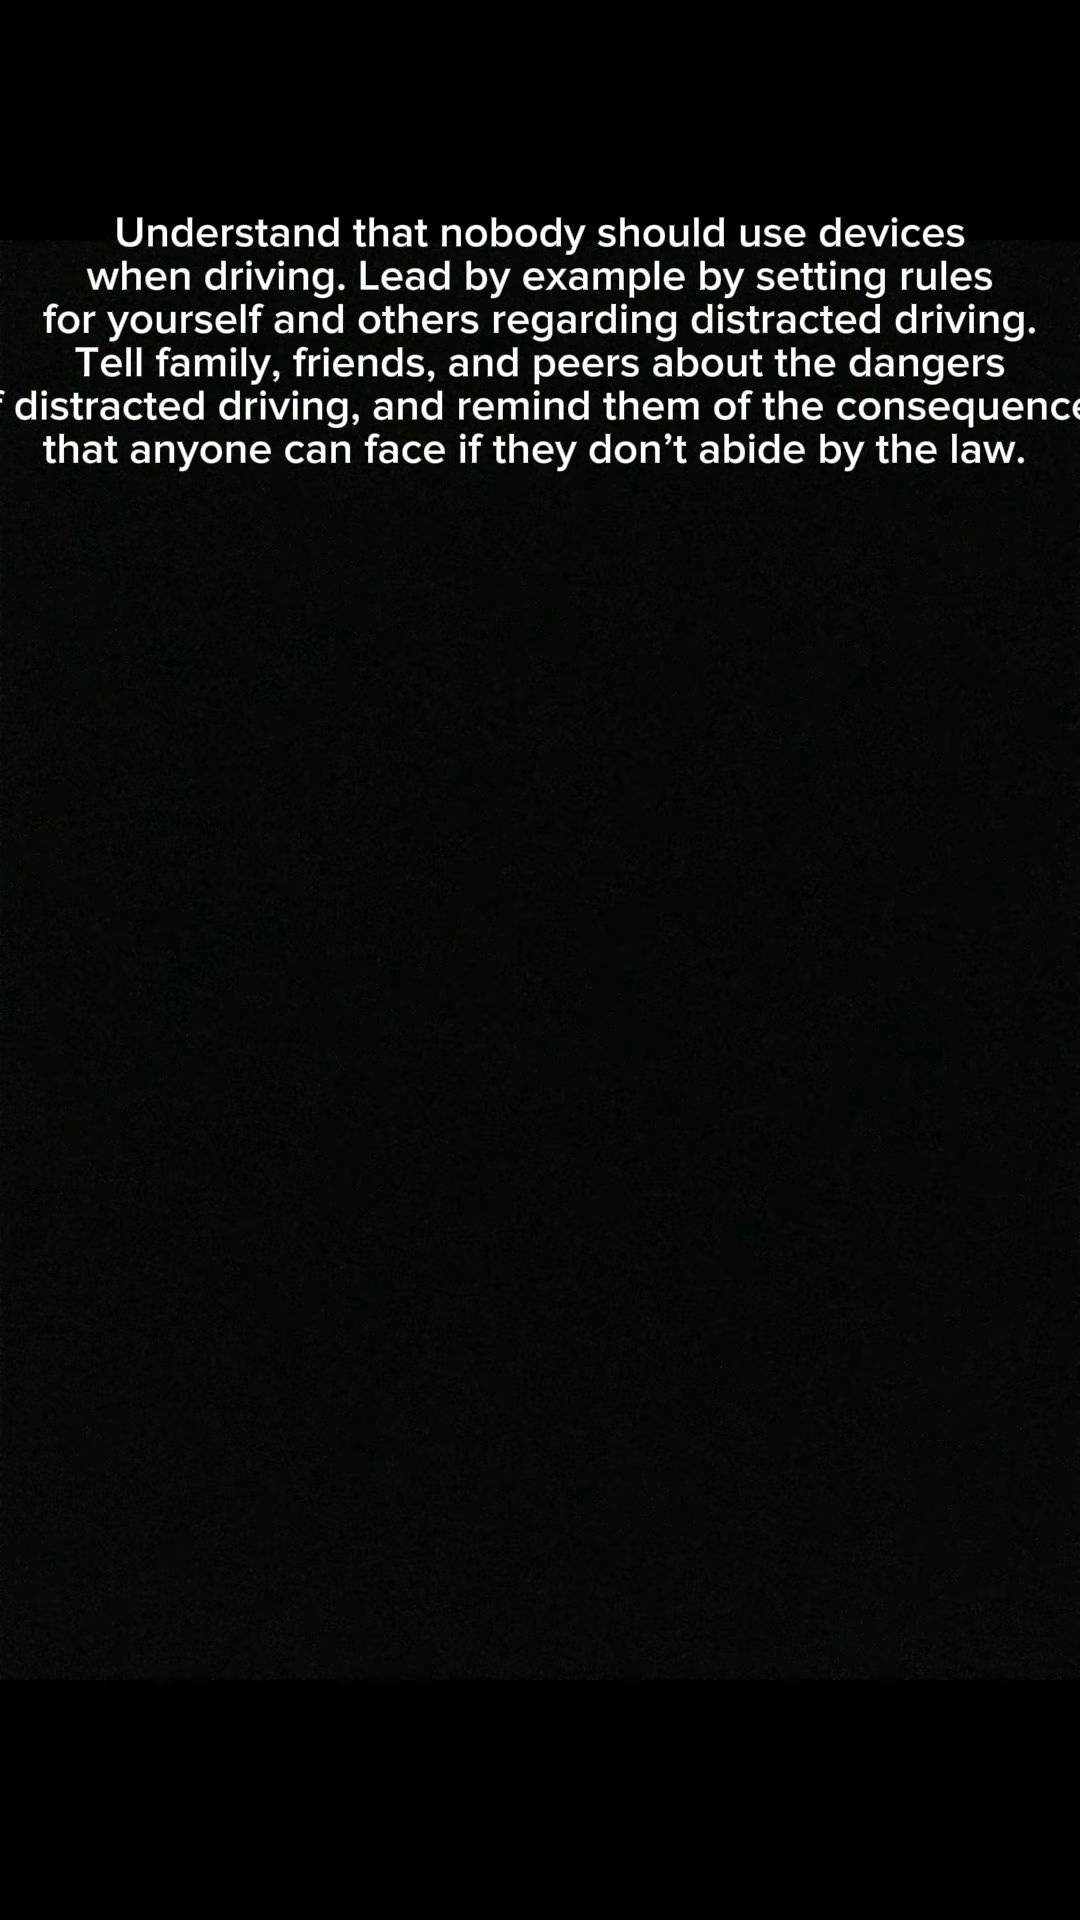 Understand that nobody should use devices
when driving. Lead by example by setting rules
for yourself and others regarding distracted driving.
Tell family, friends, and peers about the dangers
f distracted driving, and remind them of the consequence
that anyone can face if they don’t abide by the law.